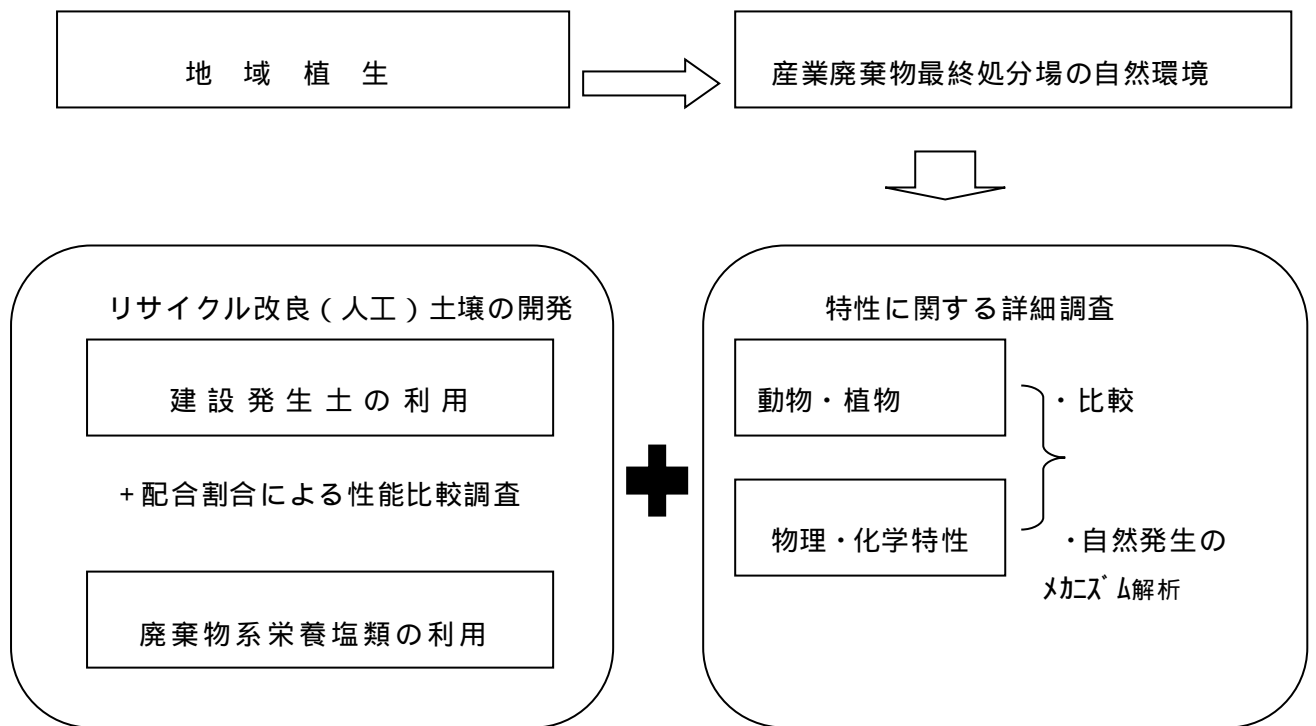 地域植生
産業廃棄物最終処分場の自然環境
リサイクル改良(人工)土壌の開発
建設発生土の利用
+配合割合による性能比較調査
廃棄物系栄養塩類の利用
特性に関する詳細調査
動物・植物
・比較
物理・化学特性
・自然発生の
メカニズム解析